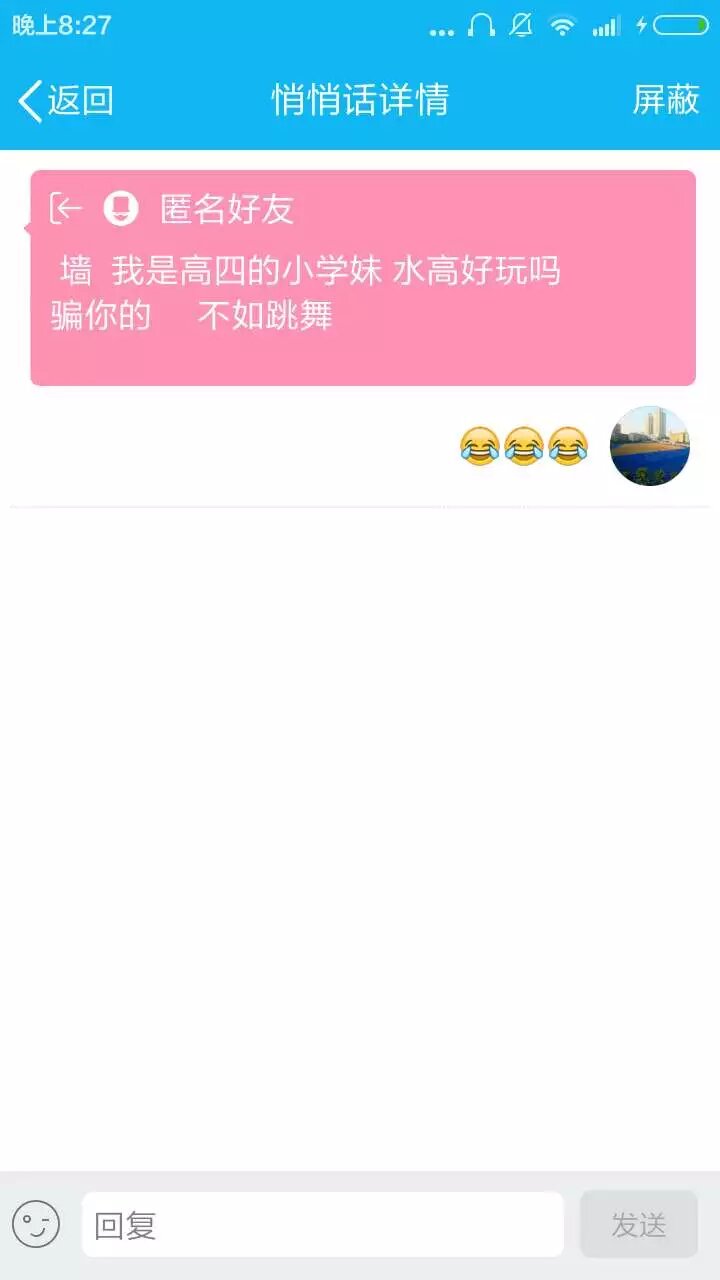 晚上8:27
返回 悄悄话详情 屏蔽
匿名好友
墙 我是高四的小学妹 水高好玩吗
骗你的 不如跳舞
😂😂😂
回复 发送